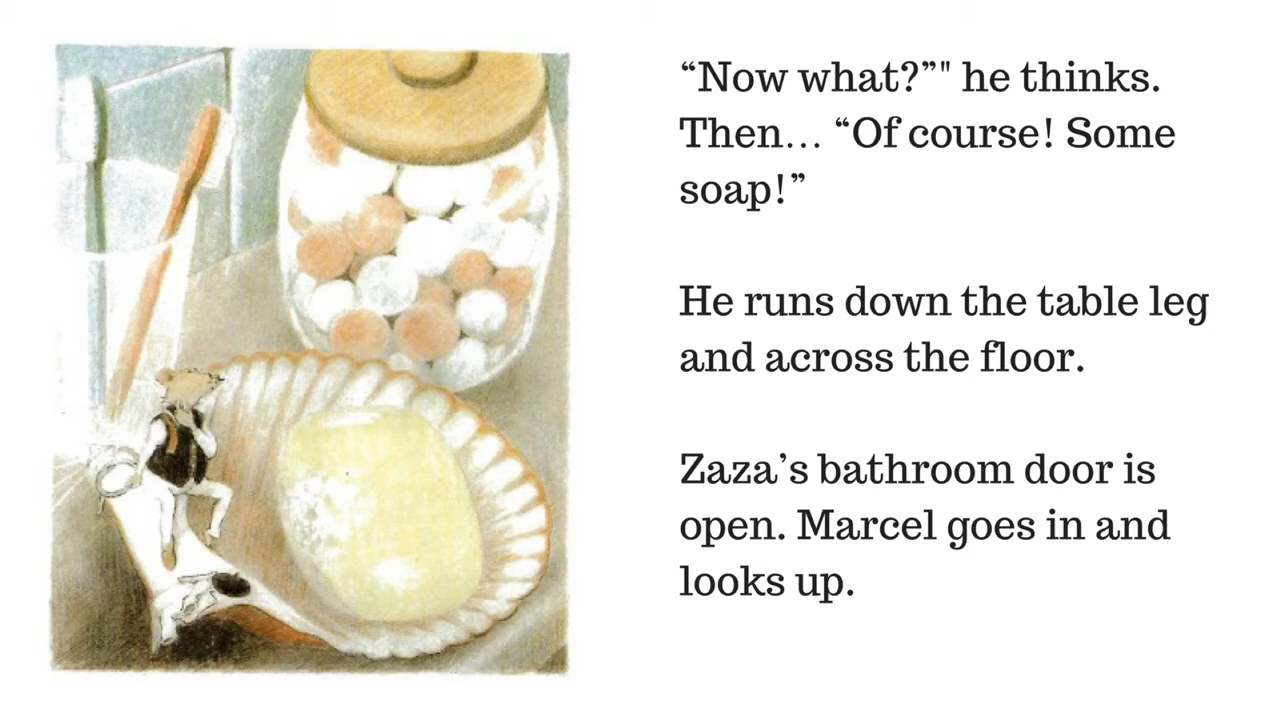 “Now what?”" he thinks.
Then… “Of course! Some
soap!”
He runs down the table leg
and across the floor.
Zaza’s bathroom door is
open. Marcel goes in and
looks up.